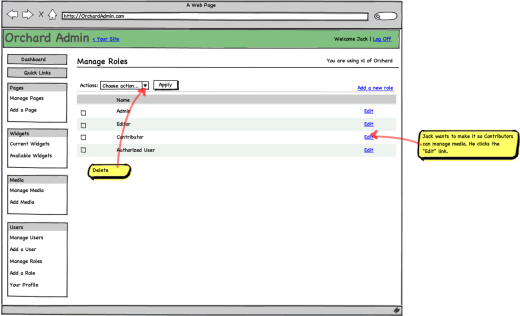 A Web Page
http://OrchardAdmin.com
Orchard Admin < Your Site
Welcome Jack | Log Off
Dashboard
Quick Links
Pages
Manage Pages
Add a Page
Widgets
Current Widgets
Available Widgets
Media
Manage Media
Add Media
Users
Manage Users
Add a User
Manage Roles
Add a Role
Your Profile
Manage Roles
You are using v1 of Orchard
Actions: Choose action... Apply
Add a new role
Name
Admin Edit
Editor Edit
Contributor Edit
Authorized User Edit
Delete
Jack wants to make it so Contributors
can manage media. He clicks the
"Edit" link.